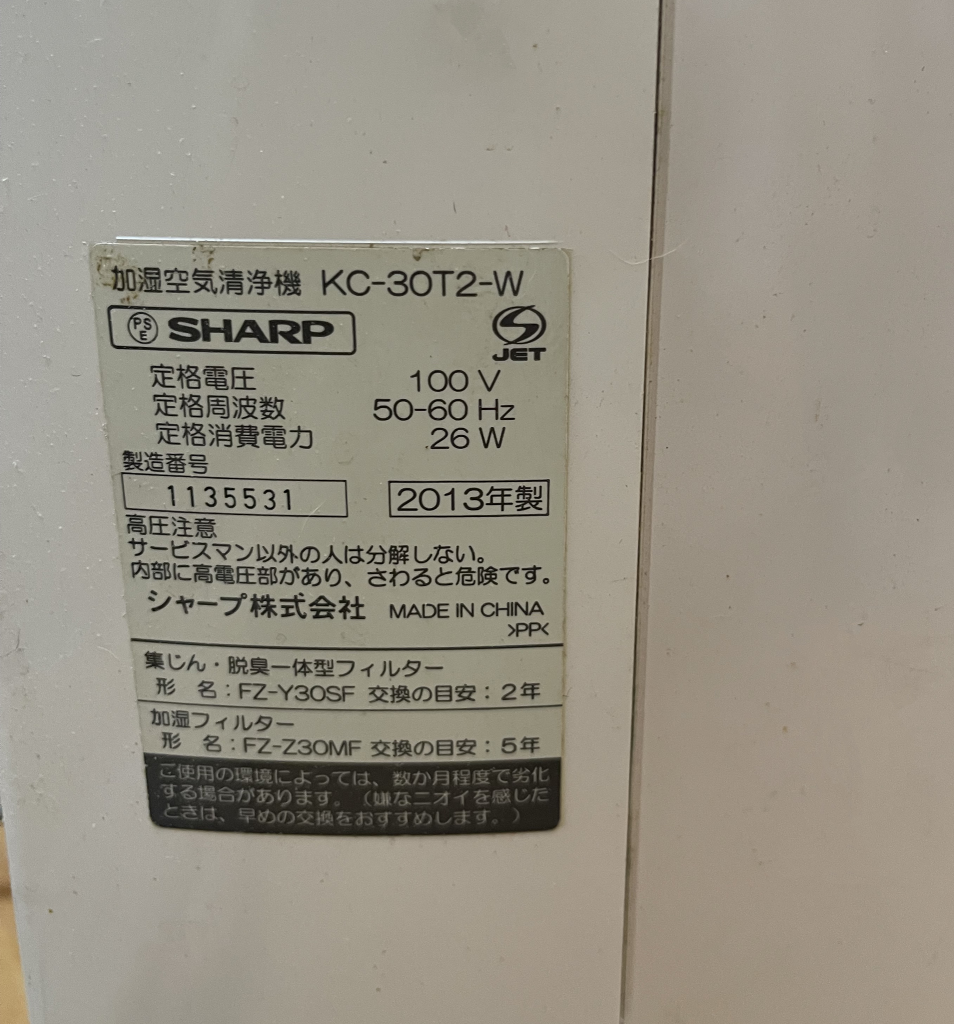 加湿空気清浄機 KC-30T2-W
PSE SHARP
JET
定格電圧 100 V
定格周波数 50-60 Hz
定格消費電力 26 W
製造番号
1135531 2013年製
高圧注意
サービスマン以外の人は分解しない。
内部に高電圧部があり、さわると危険です。
シャープ株式会社 MADE IN CHINA
>PP<
集じん・脱臭一体型フィルター
形 名:FZ-Y30SF 交換の目安:2年
加湿フィルター
形 名:FZ-Z30MF 交換の目安:5年
ご使用の環境によっては、数か月程度で劣化
する場合があります。(嫌なニオイを感じた
ときは、早めの交換をおすすめします。)